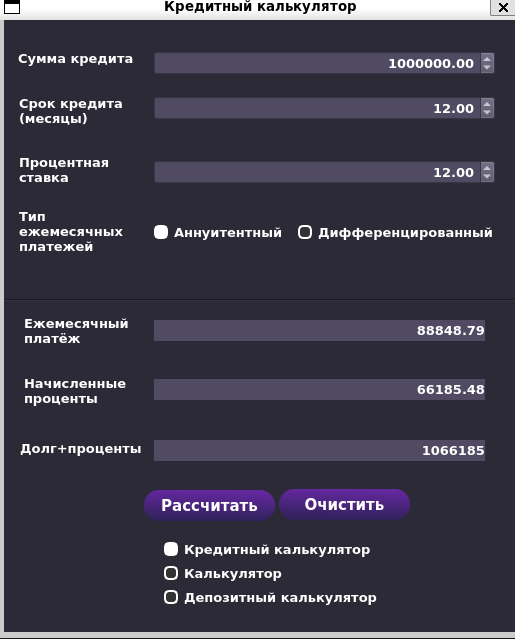 Кредитный калькулятор
Сумма кредита
1000000.00
Срок кредита
(месяцы)
12.00
Процентная
ставка
12.00
Тип
ежемесячных
платежей
Аннуитентный
Дифференцированный
Ежемесячный
платёж
88848.79
Начисленные
проценты
66185.48
Долг+проценты
1066185
Рассчитать
Очистить
Кредитный калькулятор
Калькулятор
Депозитный калькулятор